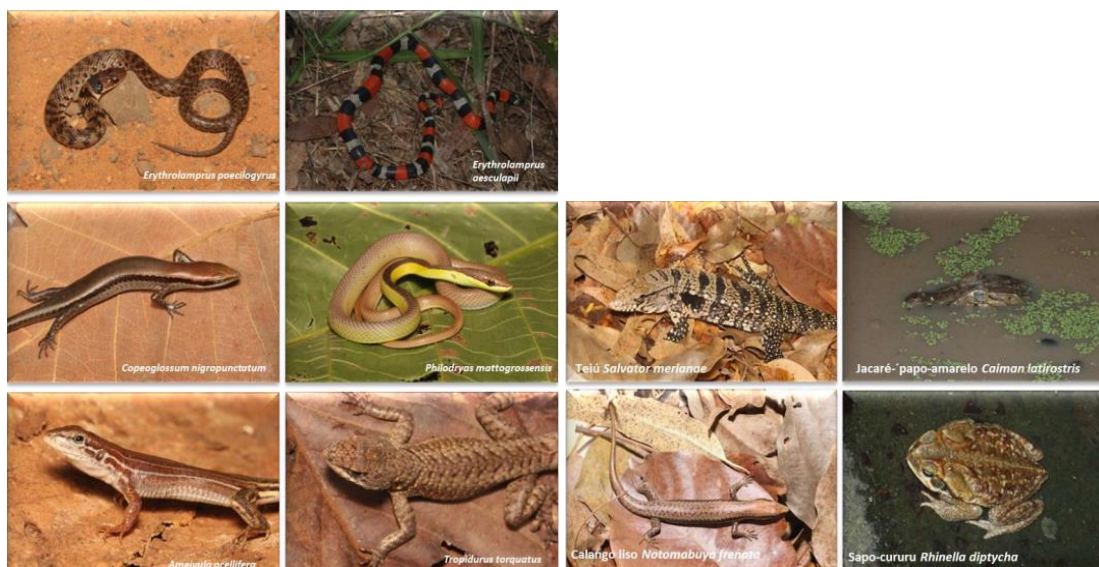 Erythrolamprus poecilogyrus
Erythrolamprus
aesculapii
Copeoglossum nigropunctatum
Philodryas mattogrossensis
Teiú Salvator merianae
Jacaré-´papo-amarelo Caiman latirostris
Ameivula ocellifera
Tropidurus torquatus
Calango liso Notomabuya frenata
Sapo-cururu Rhinella diptycha